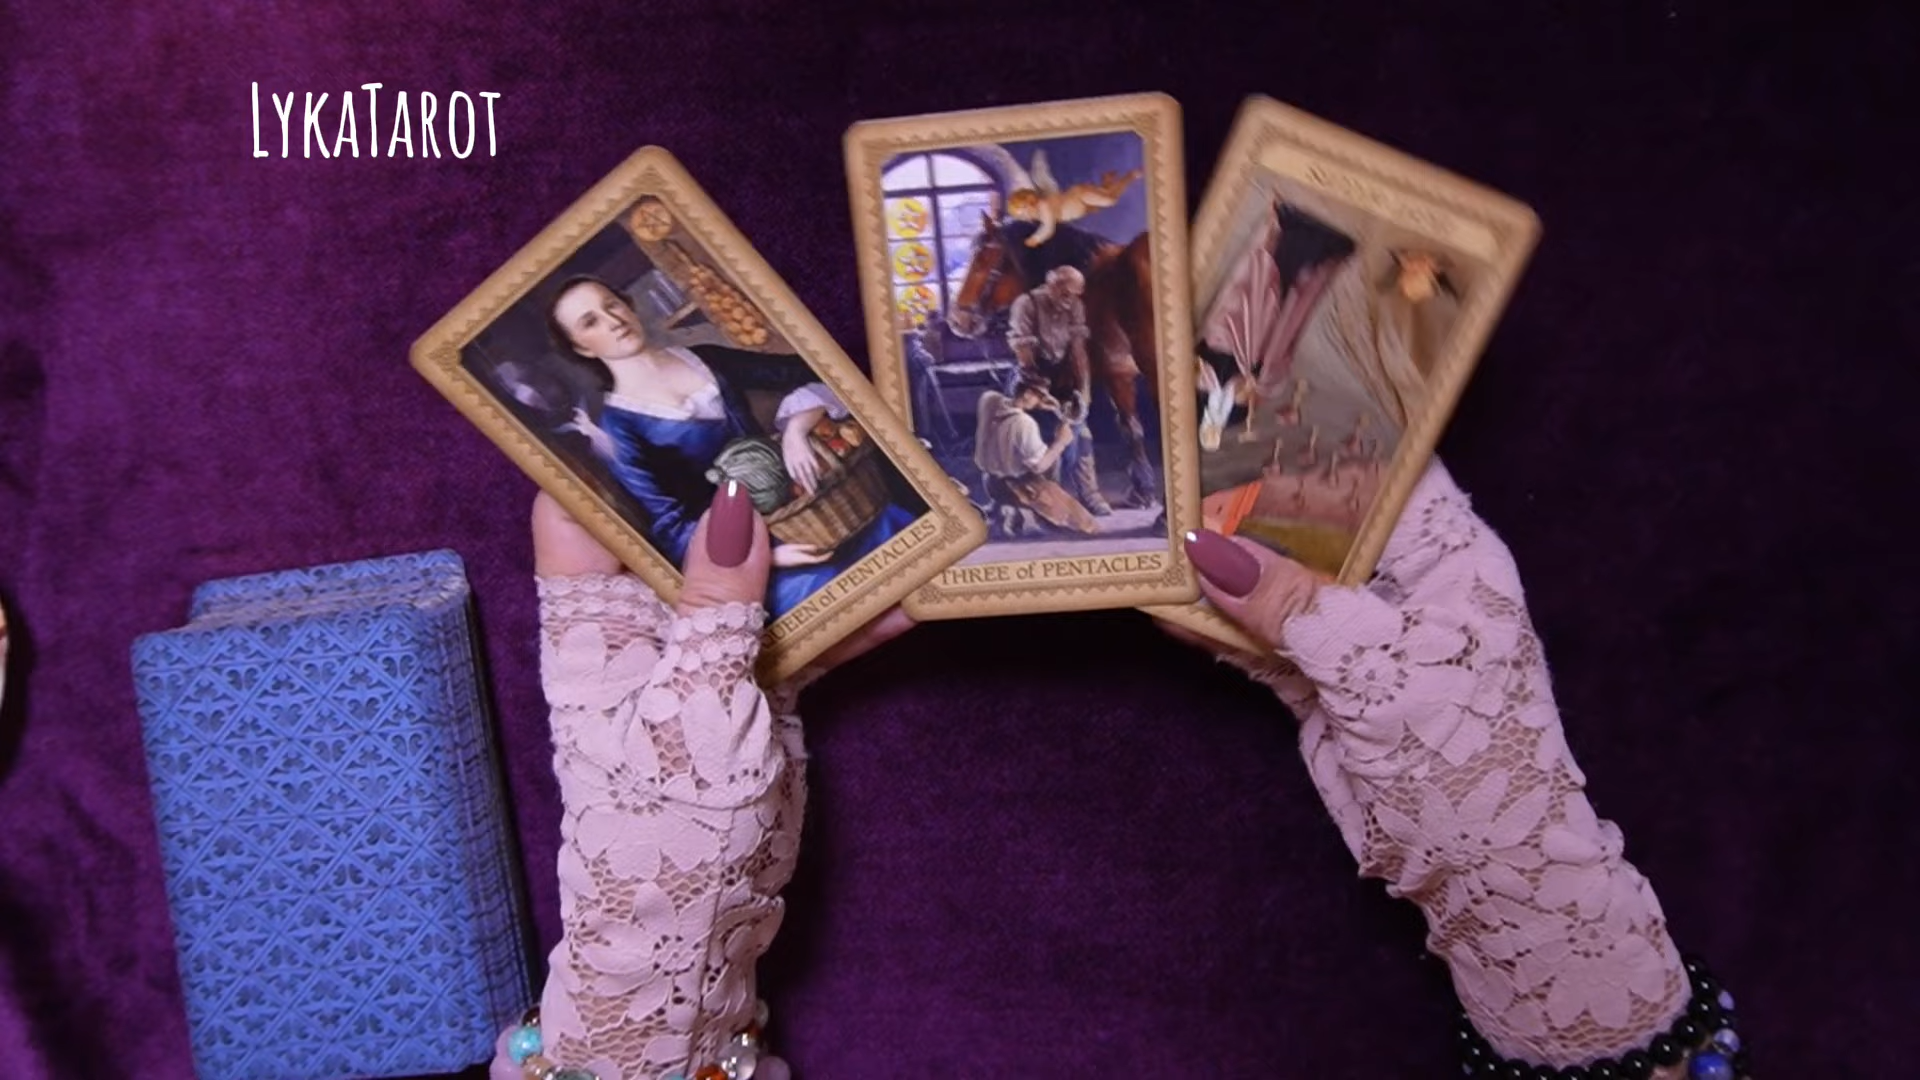 LYKATAROT
QUEEN of PENTACLES
THREE of PENTACLES